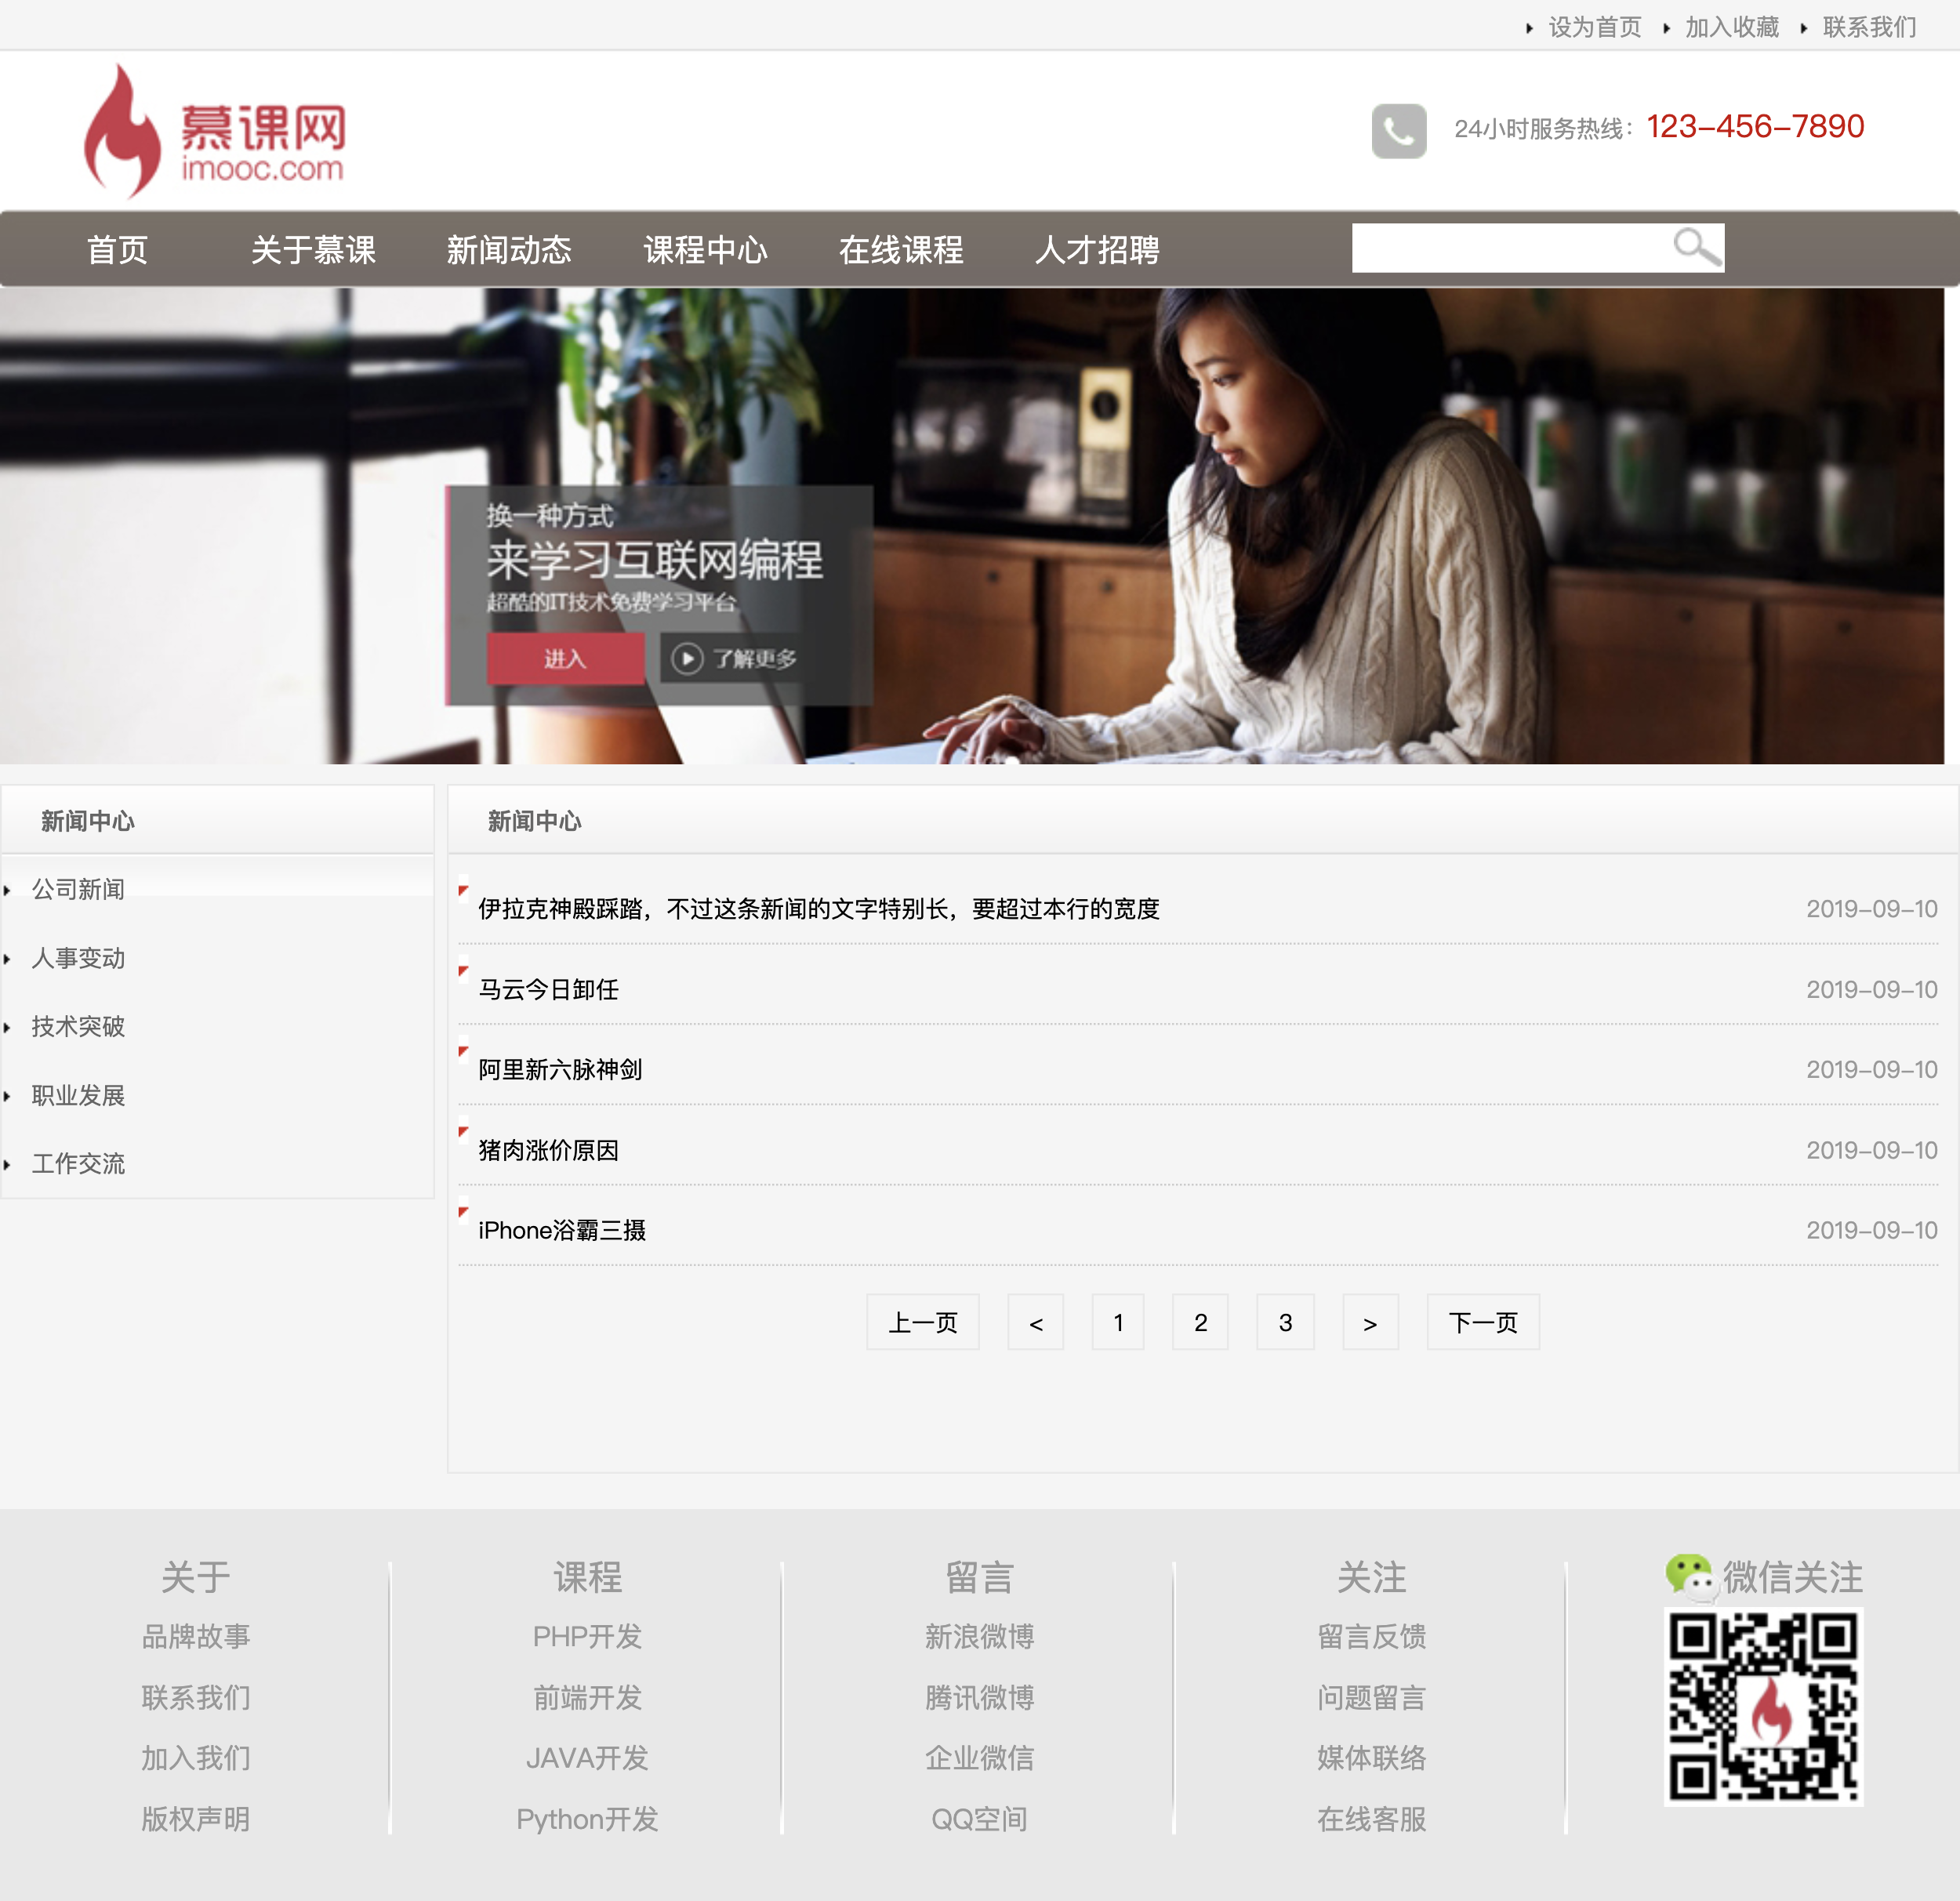 设为首页 加入收藏 联系我们
慕课网
imooc.com
24小时服务热线：123-456-7890
首页 关于慕课 新闻动态 课程中心 在线课程 人才招聘
换一种方式
来学习互联网编程
超酷的IT技术免费学习平台
进入 了解更多
新闻中心
公司新闻
人事变动
技术突破
职业发展
工作交流
新闻中心
伊拉克神殿踩踏，不过这条新闻的文字特别长，要超过本行的宽度 2019-09-10
马云今日卸任 2019-09-10
阿里新六脉神剑 2019-09-10
猪肉涨价原因 2019-09-10
iPhone浴霸三摄 2019-09-10
上一页 < 1 2 3 > 下一页
关于
品牌故事
联系我们
加入我们
版权声明
课程
PHP开发
前端开发
JAVA开发
Python开发
留言
新浪微博
腾讯微博
企业微信
QQ空间
关注
留言反馈
问题留言
媒体联络
在线客服
微信关注